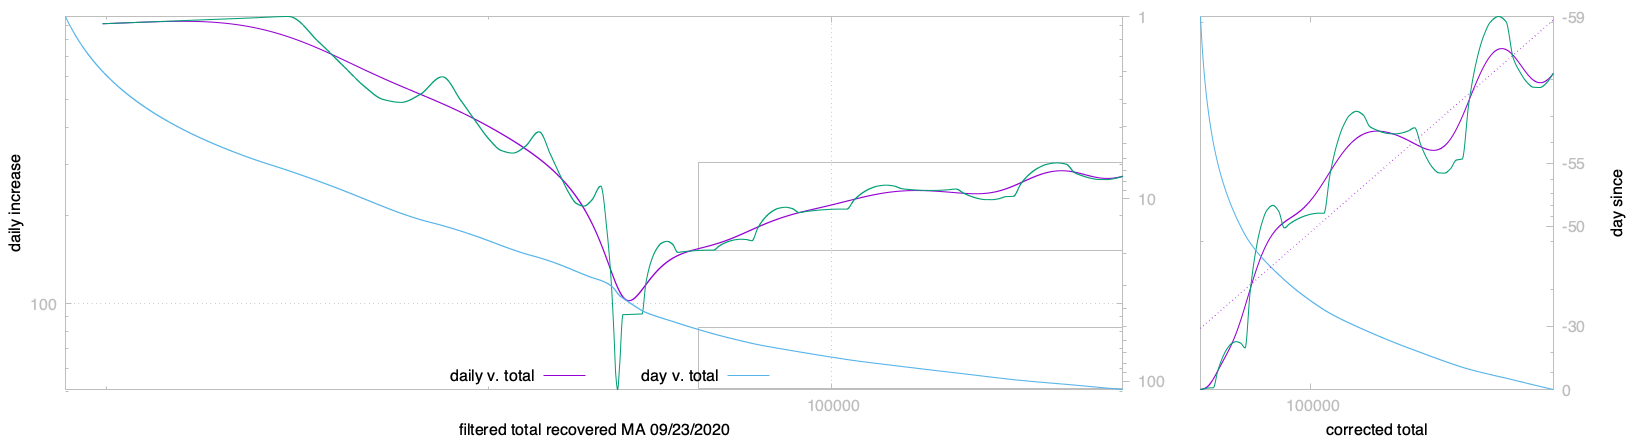 daily increase
100
daily v. total
day v. total
100000
filtered total recovered MA 09/23/2020
1
10
100
100000
corrected total
-59
-55
-50
-30
0
day since